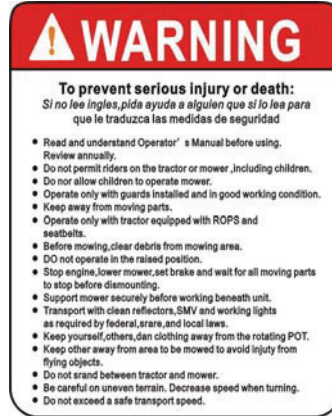 WARNING
To prevent serious injury or death:
Si no lee ingles,pida ayuda a alguien que si lo lea para
que le traduzca las medidas de seguridad
• Read and understand Operator' s Manual before using.
Review annually.
• Do not permit riders on the tractor or mower ,including children.
• Do nor allow children to operate mower.
• Operate only with guards installed and in good working condition.
• Keep away from moving parts.
• Operate only with tractor equipped with ROPS and
seatbelts.
• Before mowing,clear debris from mowing area.
• DO not operate in the raised position.
• Stop engine,lower mower,set brake and wait for all moving parts
to stop before dismounting.
• Support mower securely before working beneath unit.
• Transport with clean reflectors,SMV and working lights
as required by federal,srare,and local laws.
• Keep yourself,others,dan clothing away from the rotating POT.
• Keep other away from area to be mowed to avoid injuty from
flying objects.
• Do not srand between tractor and mower.
• Be careful on uneven terrain. Decrease speed when turning.
• Do not exceed a safe transport speed.